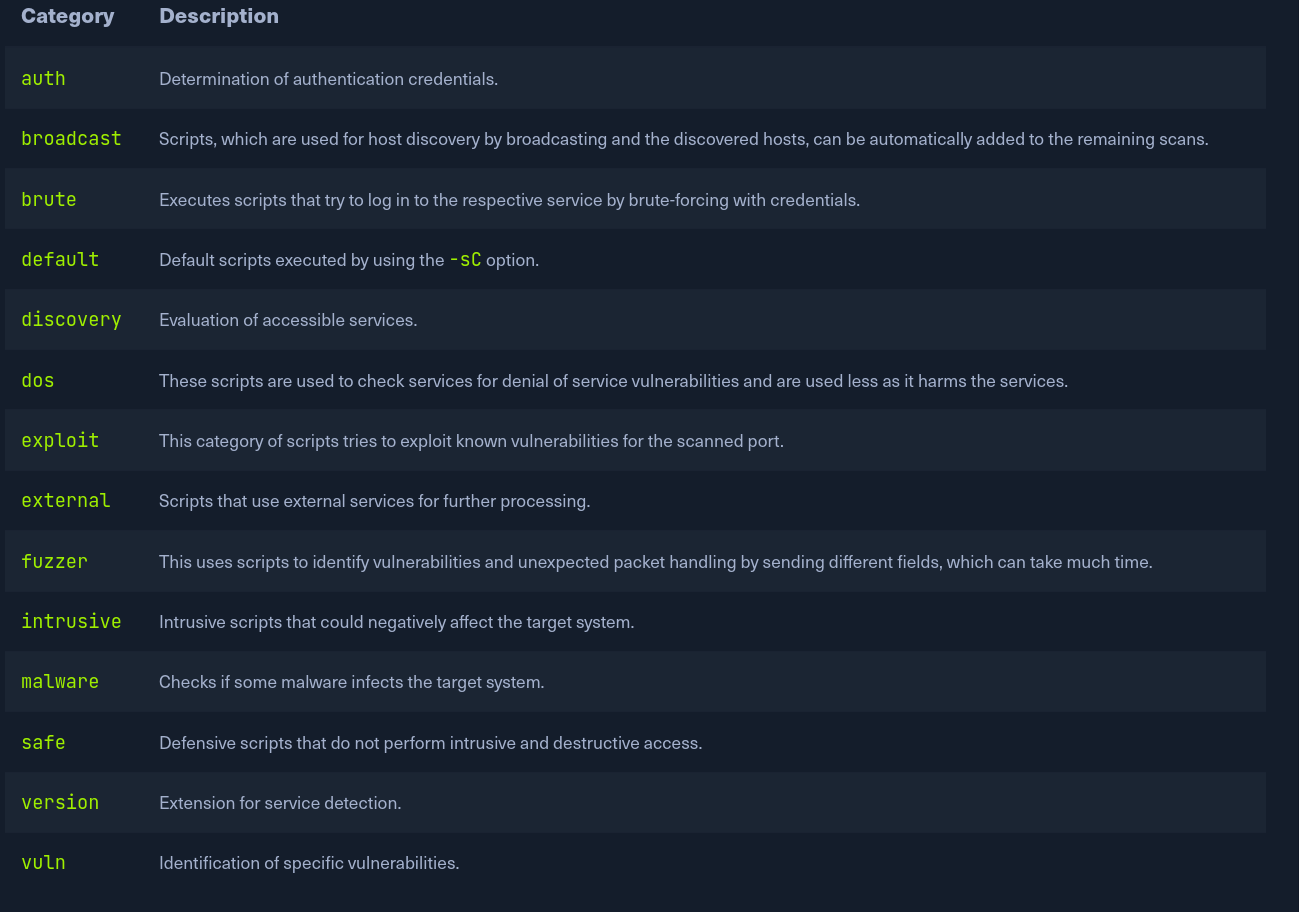 Category Description
auth Determination of authentication credentials.
broadcast Scripts, which are used for host discovery by broadcasting and the discovered hosts, can be automatically added to the remaining scans.
brute Executes scripts that try to log in to the respective service by brute-forcing with credentials.
default Default scripts executed by using the -sC option.
discovery Evaluation of accessible services.
dos These scripts are used to check services for denial of service vulnerabilities and are used less as it harms the services.
exploit This category of scripts tries to exploit known vulnerabilities for the scanned port.
external Scripts that use external services for further processing.
fuzzer This uses scripts to identify vulnerabilities and unexpected packet handling by sending different fields, which can take much time.
intrusive Intrusive scripts that could negatively affect the target system.
malware Checks if some malware infects the target system.
safe Defensive scripts that do not perform intrusive and destructive access.
version Extension for service detection.
vuln Identification of specific vulnerabilities.